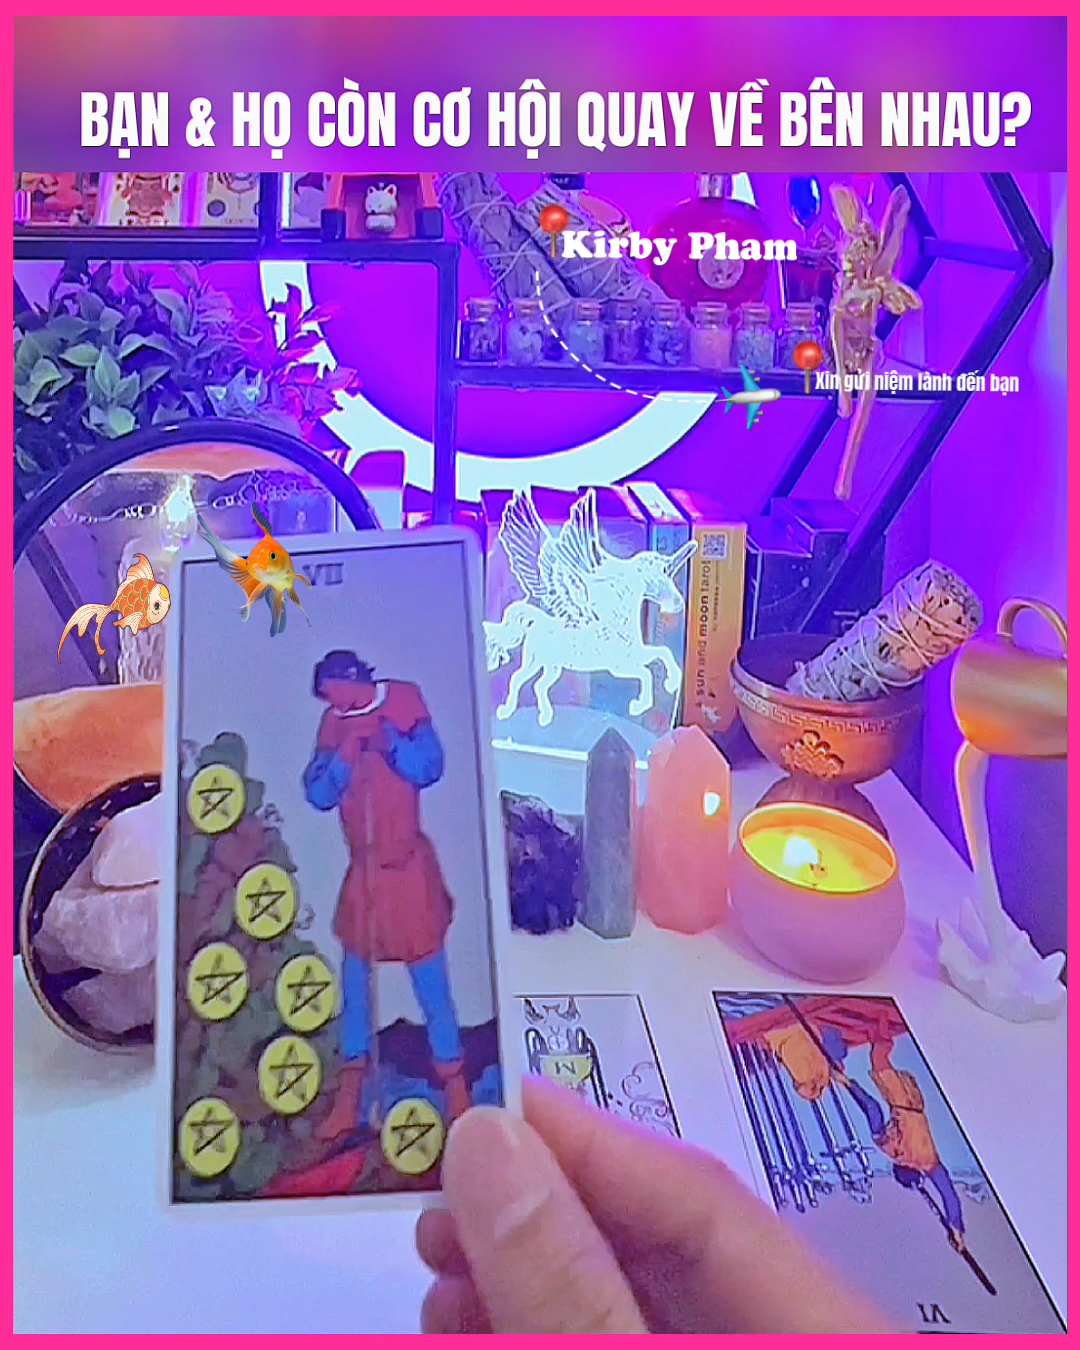 BẠN & HỌ CÒN CƠ HỘI QUAY VỀ BÊN NHAU?
Kirby Pham
Xin gửi niệm lành đến bạn
VII
sun and moon tarot
VI